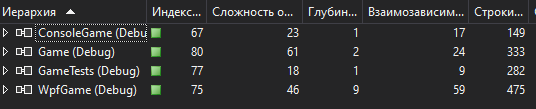 Иерархия Индекс... Сложность о... Глубин... Взаимозависим... Строки...
ConsoleGame (Debu 67 23 1 17 149
Game (Debug) 80 61 2 24 333
GameTests (Debug) 77 18 1 9 282
WpfGame (Debug) 75 46 9 59 475